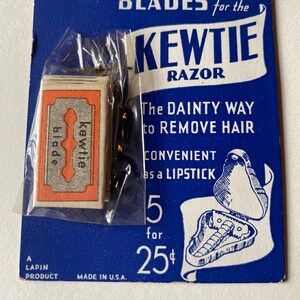 BLADES for the
KEWTIE
RAZOR
The DAINTY WAY
to REMOVE HAIR
CONVENIENT
as a LIPSTICK
5
for
25¢
kewtie
blade
A
LAPIN
PRODUCT
MADE IN U.S.A.